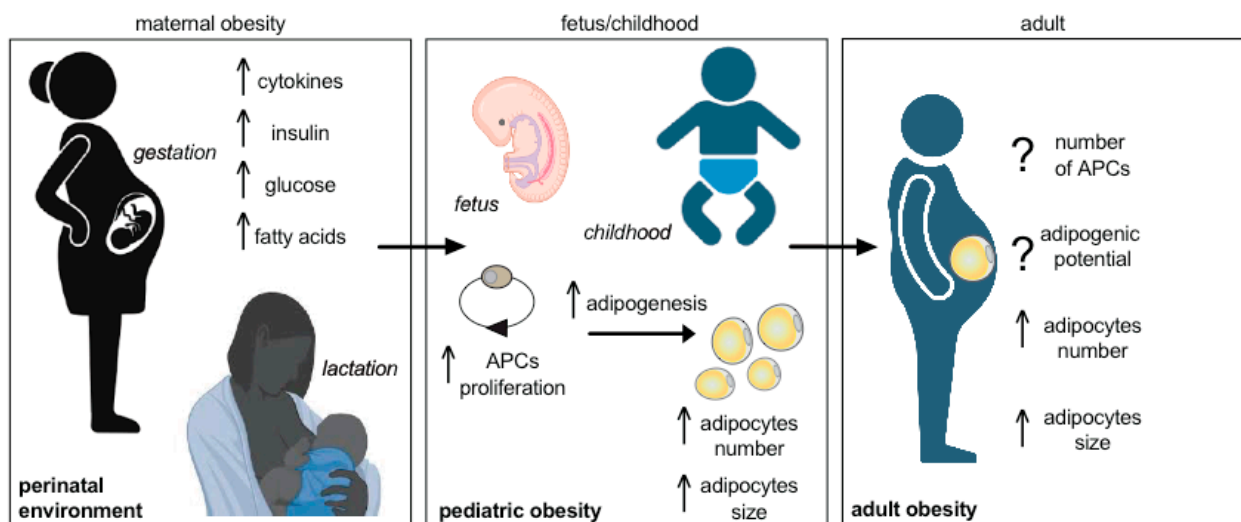 maternal obesity
fetus/childhood
adult
cytokines
insulin
gestation
glucose
fatty acids
lactation
perinatal
environment
fetus
childhood
adipogenesis
APCs
proliferation
adipocytes
number
adipocytes
size
pediatric obesity
? number
of APCs
? adipogenic
potential
adipocytes
number
adipocytes
size
adult obesity